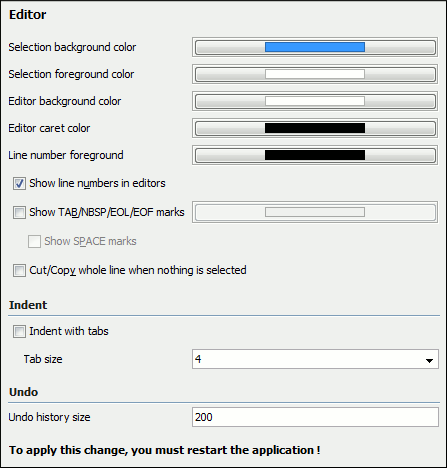 Editor
Selection background color
Selection foreground color
Editor background color
Editor caret color
Line number foreground
Show line numbers in editors
Show TAB/NBSP/EOL/EOF marks
Show SPACE marks
Cut/Copy whole line when nothing is selected
Indent
Indent with tabs
Tab size 4
Undo
Undo history size 200
To apply this change, you must restart the application !